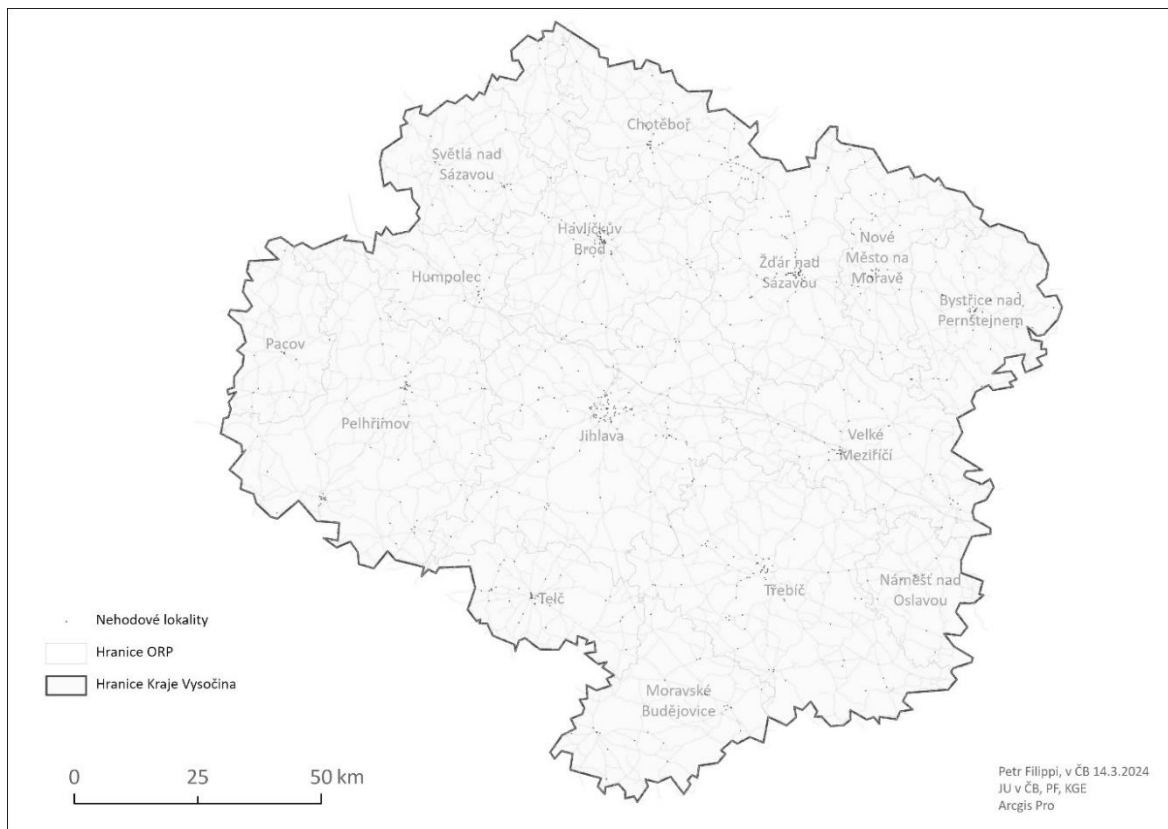 Chotěboř
Světlá nad
Sázavou
Havlíčkův
Brod
Nové
Město na
Moravě
Žďár nad
Sázavou
Humpolec
Bystřice nad
Pernštejnem
Pacov
Pelhřimov
Jihlava
Velké
Meziříčí
Telč
Třebíč
Náměšť nad
Oslavou
Moravské
Budějovice
Nehodové lokality
Hranice ORP
Hranice Kraje Vysočina
0 25 50 km
Petr Filippi, v ČB 14.3.2024
JU v ČB, PF, KGE
Arcgis Pro